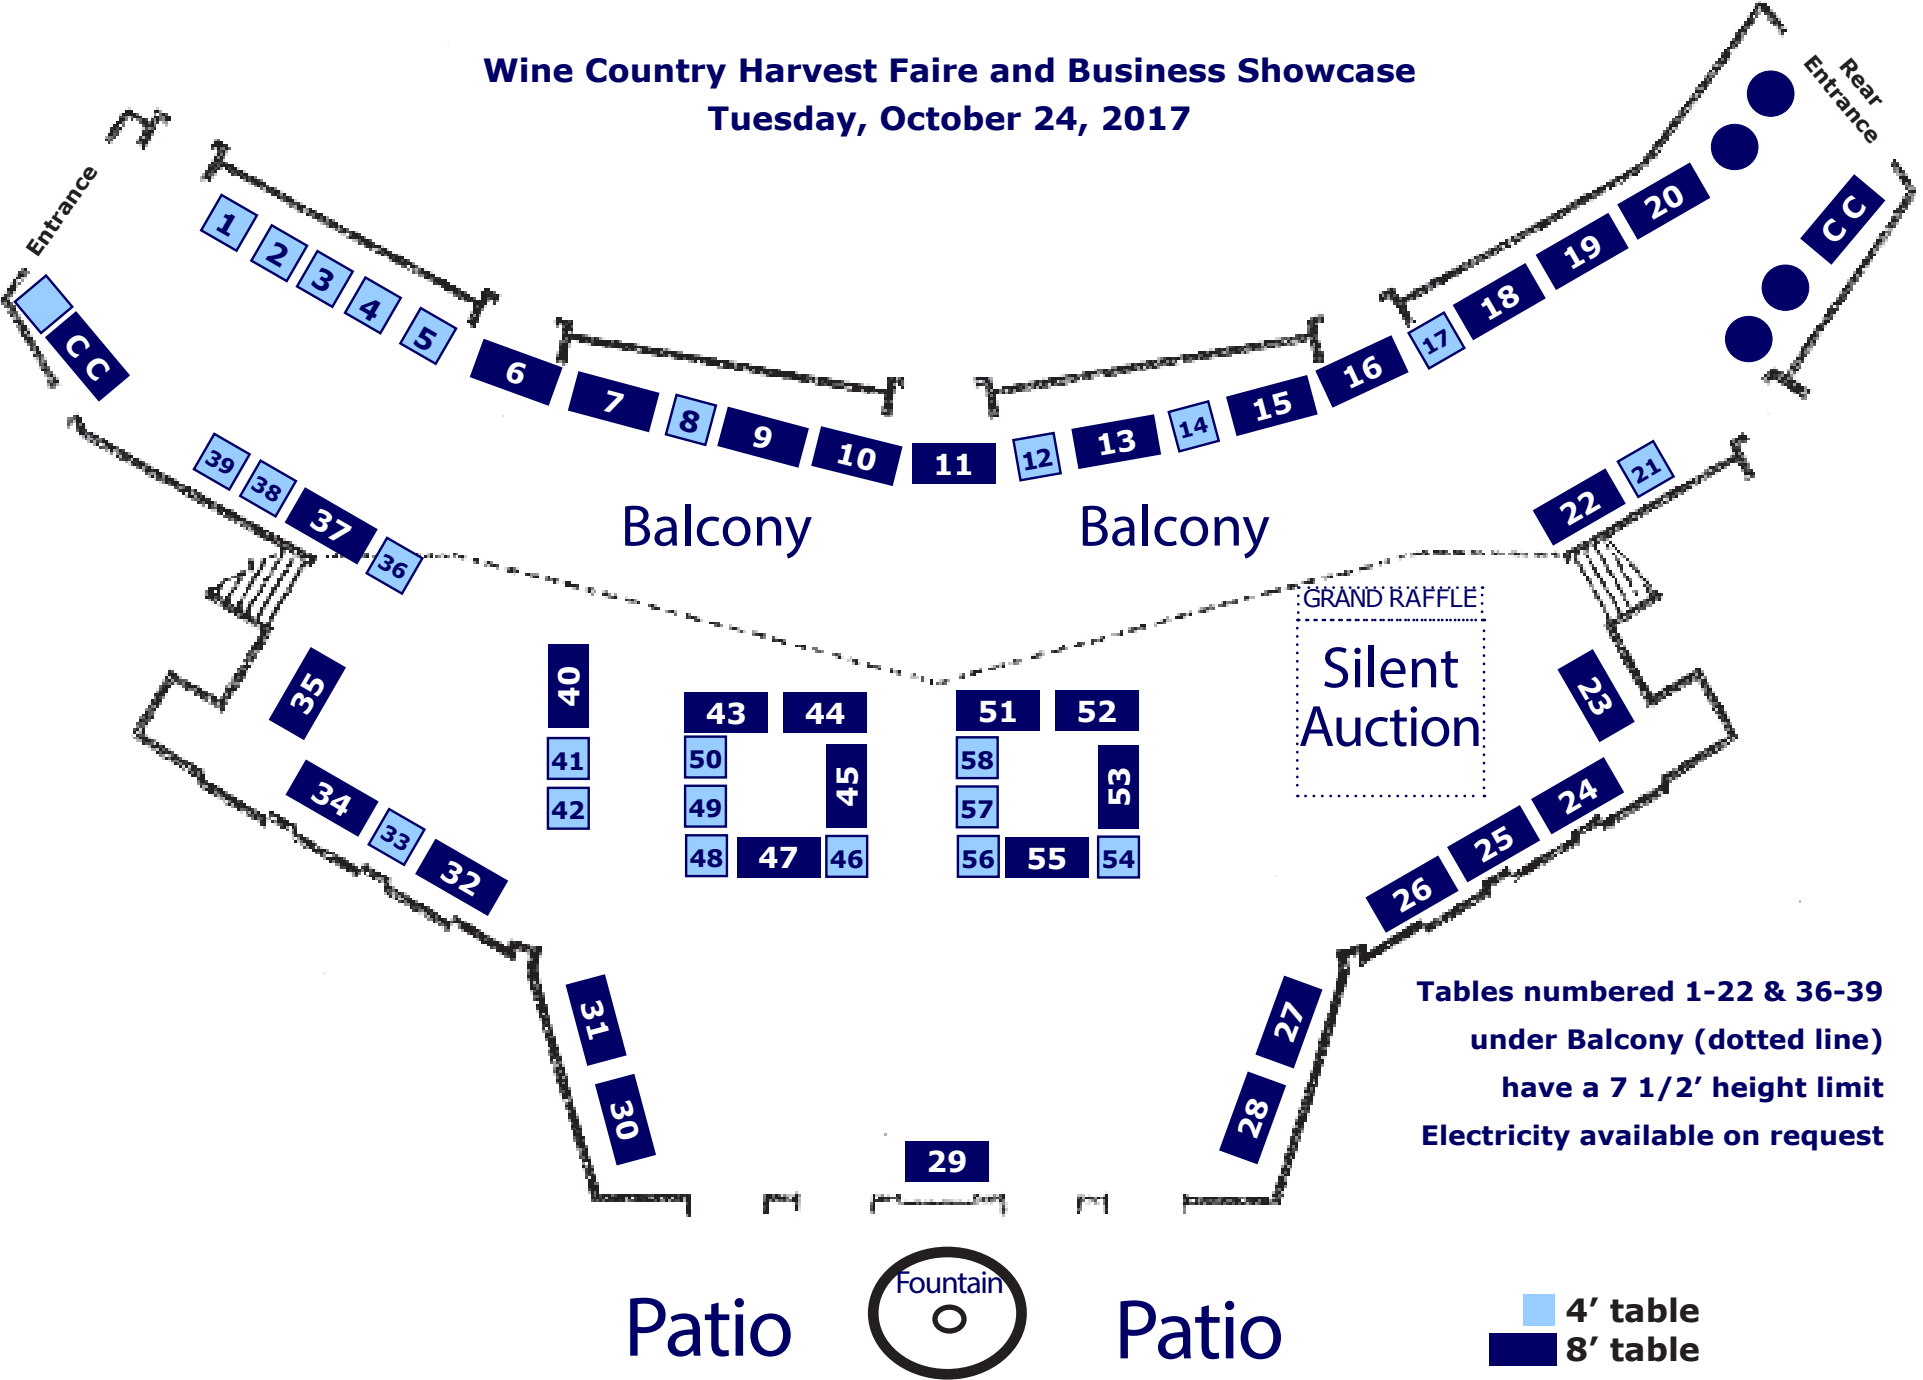 Wine Country Harvest Faire and Business Showcase
Tuesday, October 24, 2017
Entrance
Rear
Entrance
1
2
3
4
5
6
7
8
9
10
11
12
13
14
15
16
17
18
19
20
C C
C C
39
38
37
36
22
21
Balcony
Balcony
GRAND RAFFLE
Silent
Auction
35
34
33
32
31
30
40
41
42
43
44
50
49
45
48
47
46
51
52
58
57
53
56
55
54
23
24
25
26
27
28
29
Tables numbered 1-22 & 36-39
under Balcony (dotted line)
have a 7 1/2’ height limit
Electricity available on request
Fountain
Patio
Patio
4’ table
8’ table